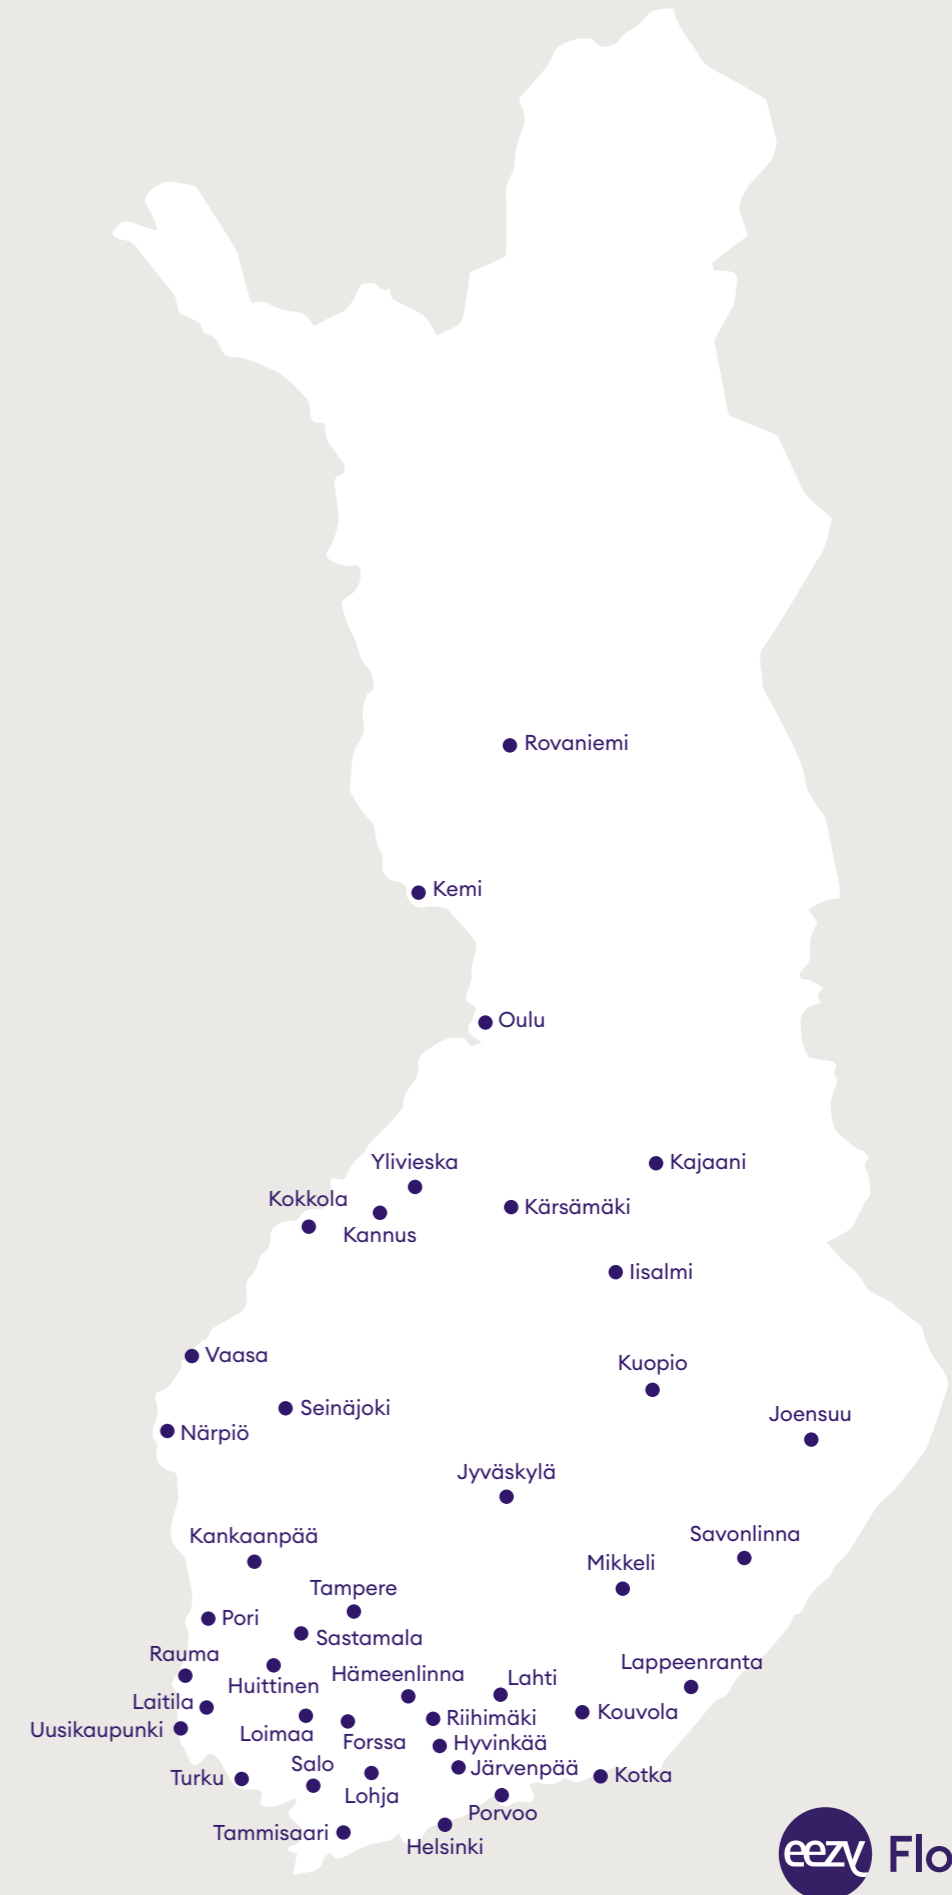 Rovaniemi
Kemi
Oulu
Ylivieska
Kajaani
Kokkola
Kärsämäki
Kannus
Iisalmi
Vaasa
Kuopio
Seinäjoki
Joensuu
Närpiö
Jyväskylä
Kankaanpää
Savonlinna
Mikkeli
Tampere
Pori
Sastamala
Rauma
Lappeenranta
Hämeenlinna
Lahti
Huittinen
Laitila
Kouvola
Riihimäki
Uusikaupunki
Loimaa
Forssa
Hyvinkää
Salo
Järvenpää
Turku
Kotka
Lohja
Porvoo
Tammisaari
Helsinki
eezy Flo